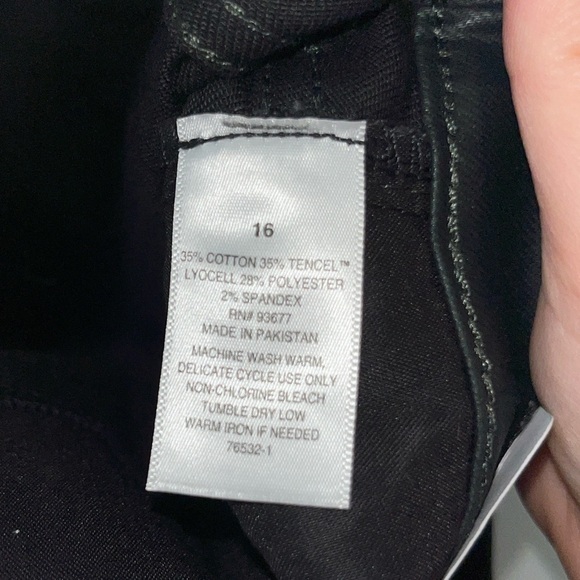 16
35% COTTON 35% TENCEL™
LYOCELL 28% POLYESTER
2% SPANDEX
RN# 93677
MADE IN PAKISTAN
MACHINE WASH WARM,
DELICATE CYCLE USE ONLY
NON-CHLORINE BLEACH
TUMBLE DRY LOW
WARM IRON IF NEEDED
76532-1